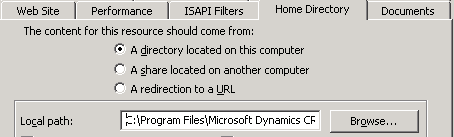 Web Site Performance ISAPI Filters Home Directory Documents
The content for this resource should come from:
A directory located on this computer
A share located on another computer
A redirection to a URL
Local path: C:\Program Files\Microsoft Dynamics CR Browse...